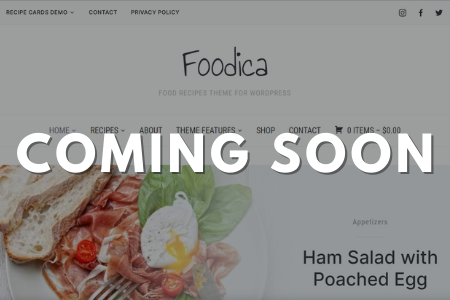 RECIPE CARDS DEMO CONTACT PRIVACY POLICY
Foodica
FOOD RECIPES THEME FOR WORDPRESS
HOME RECIPES ABOUT THEME FEATURES SHOP CONTACT 0 ITEMS – $0.00
COMING SOON
Appetizers
Ham Salad with
Poached Egg